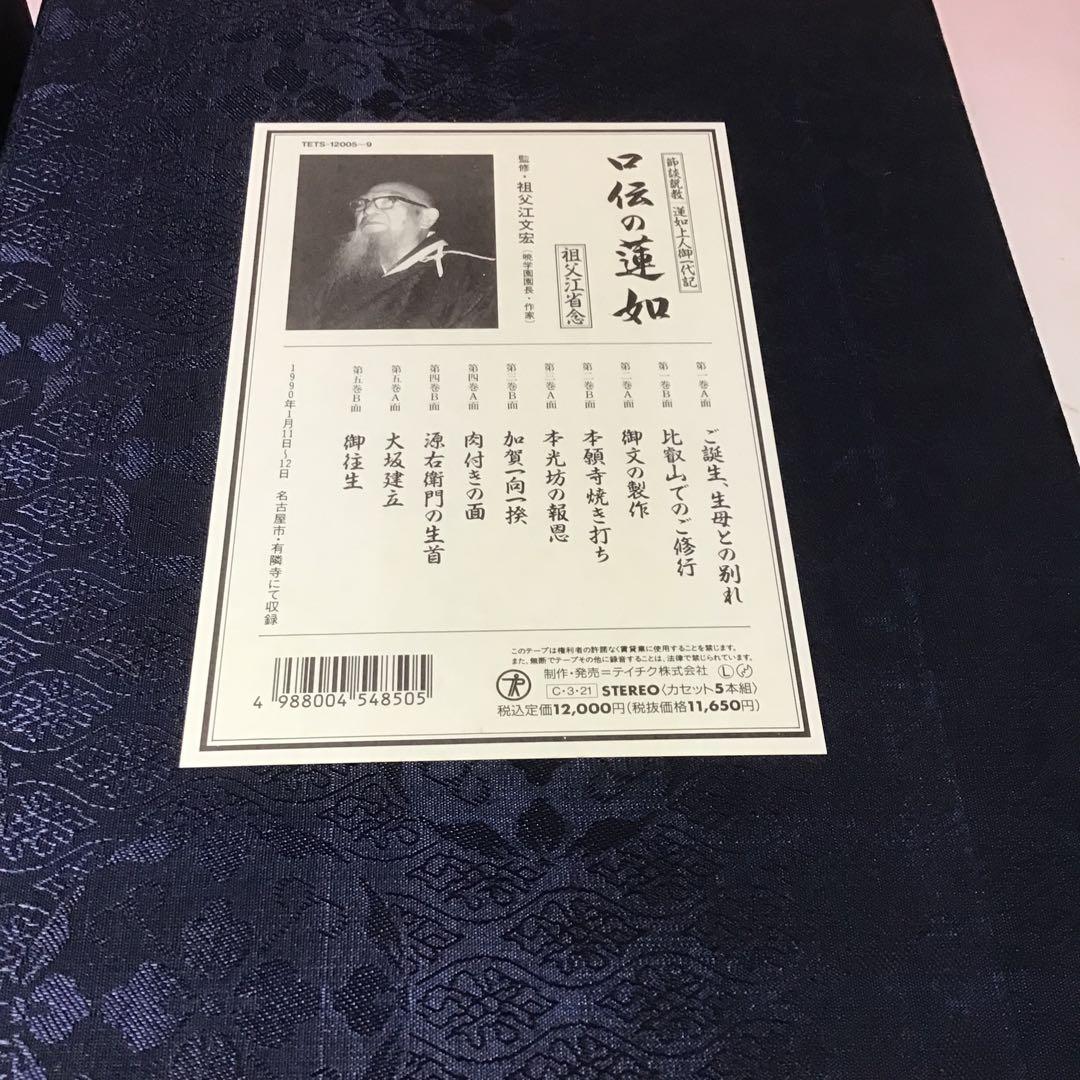 TETS-12005〜9
節談説教 蓮如上人御一代記
口伝の蓮如
祖父江省念
監修・祖父江文宏(暁学園園長・作家)
第一巻A面 ご誕生、生母との別れ
第一巻B面 比叡山でのご修行
第二巻A面 御文の製作
第二巻B面 本願寺焼き打ち
第三巻A面 本光坊の報恩
第三巻B面 加賀一向一揆
第四巻A面 肉付きの面
第四巻B面 源右衛門の生首
第五巻A面 大坂建立
第五巻B面 御往生
1990年1月11日〜12日 名古屋市・有隣寺にて収録
このテープは権利者の許諾なく賃貸業に使用することを禁じます。
また、無断でテープその他に録音することは、法律で禁じられています。
制作・発売=テイチク株式会社 Ⓛ
C・3・21 STEREO〈カセット5本組〉
税込定価12,000円(税抜価格11,650円)
4 988004 548505